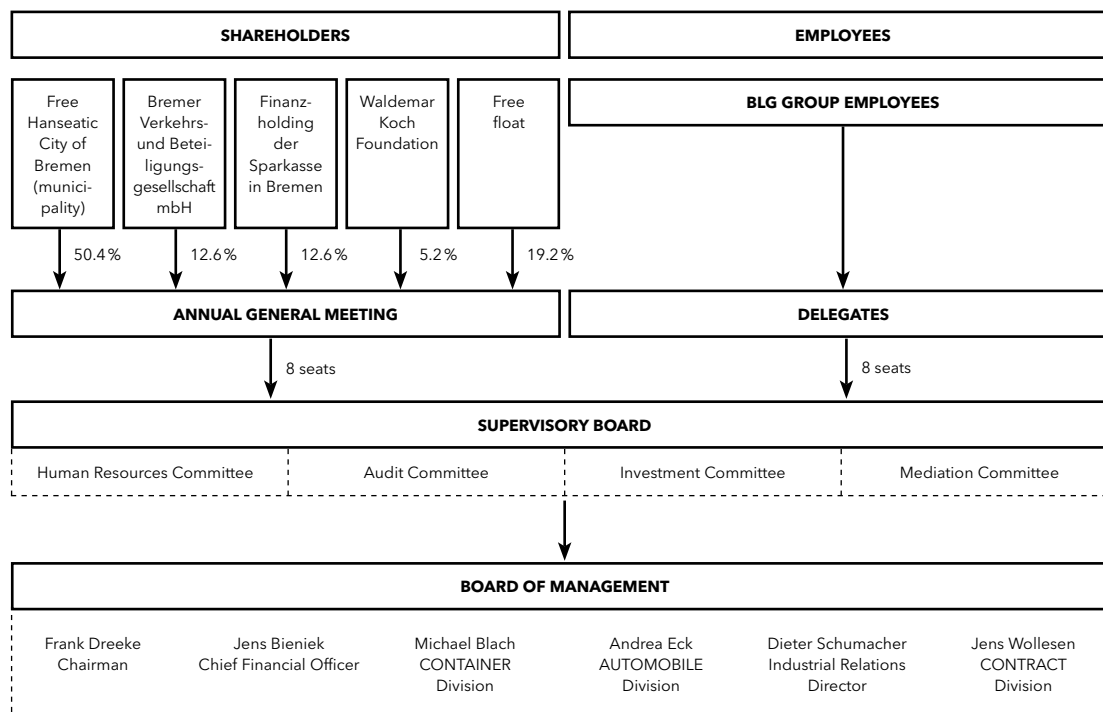 SHAREHOLDERS
EMPLOYEES
Free
Hanseatic
City of
Bremen
(munici-
pality)
Bremer
Verkehrs-
und Betei-
ligungs-
gesellschaft
mbH
Finanz-
holding
der
Sparkasse
in Bremen
Waldemar
Koch
Foundation
Free
float
BLG GROUP EMPLOYEES
50.4%
12.6%
12.6%
5.2%
19.2%
ANNUAL GENERAL MEETING
DELEGATES
8 seats
8 seats
SUPERVISORY BOARD
Human Resources Committee
Audit Committee
Investment Committee
Mediation Committee
BOARD OF MANAGEMENT
Frank Dreeke
Chairman
Jens Bieniek
Chief Financial Officer
Michael Blach
CONTAINER
Division
Andrea Eck
AUTOMOBILE
Division
Dieter Schumacher
Industrial Relations
Director
Jens Wollesen
CONTRACT
Division